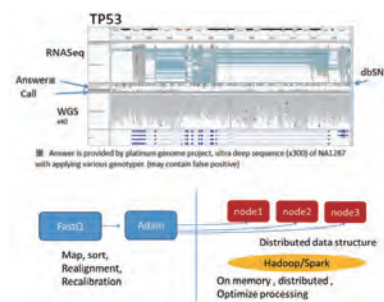 TP53
RNASeq
Answer※
Call
dbSN
WGS
x40
※ Answer is provided by platinum genome project, ultra deep sequence (x300) of NA1287
with applying various genotyper. (may contain false positive)
FastQ
Adam
node1
node2
node3
Map, sort,
Realignment,
Recalibration
Distributed data structure
Hadoop/Spark
On memory , distributed ,
Optimize processing